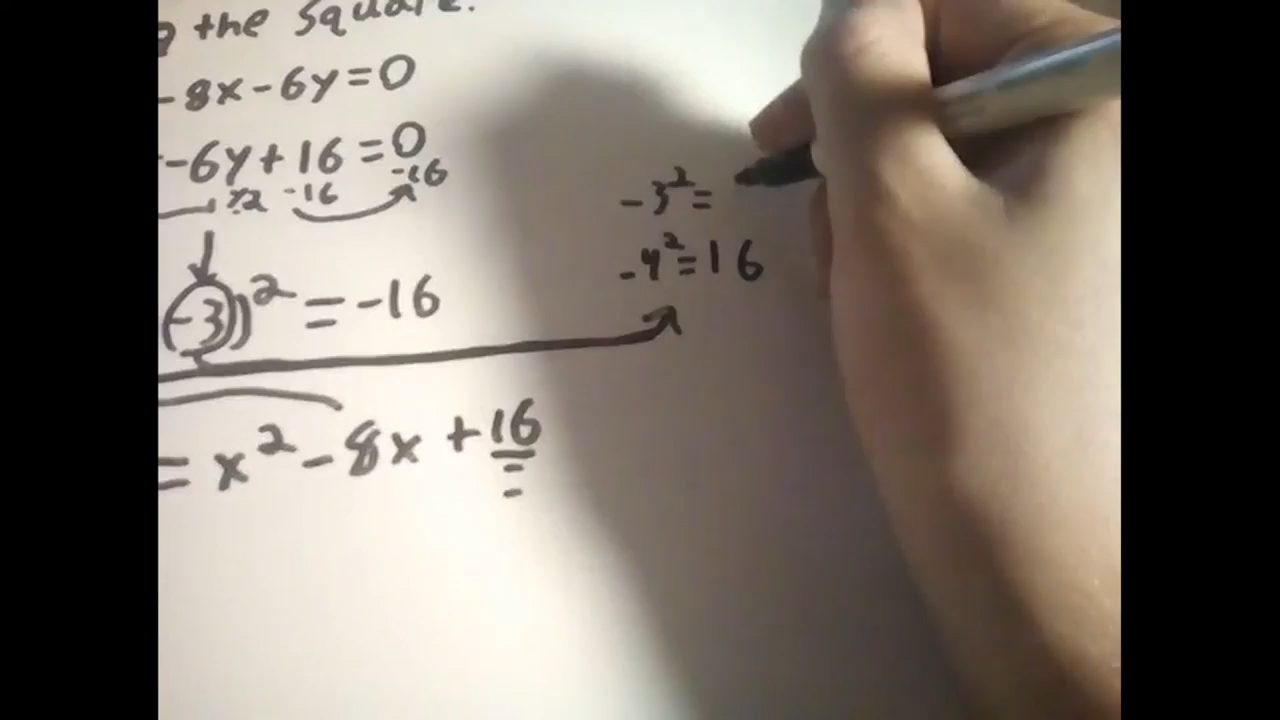 the square.
- 8x - 6y = 0
- 6y + 16 = 0
÷2 -16 -16
-3² =
-4² = 16
(-3))² = -16
= x² - 8x + 16